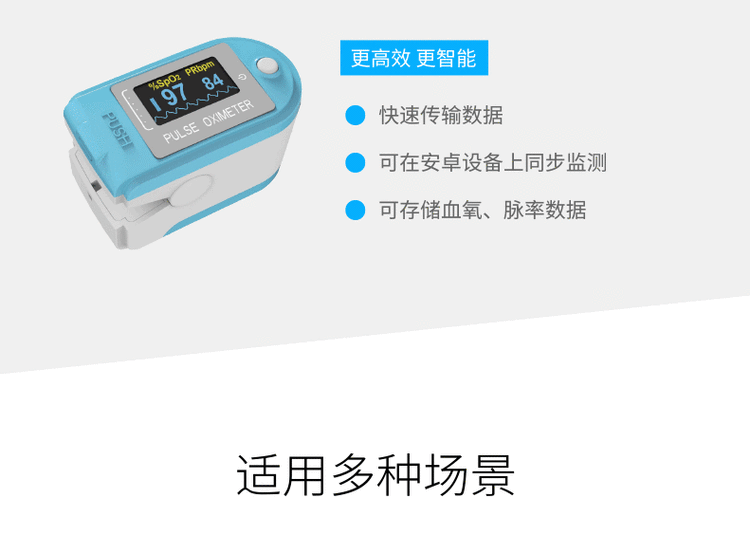 更高效 更智能
%SpO2 PRbpm
97 84
PULSE OXIMETER
PUSH
快速传输数据
可在安卓设备上同步监测
可存储血氧、脉率数据
适用多种场景